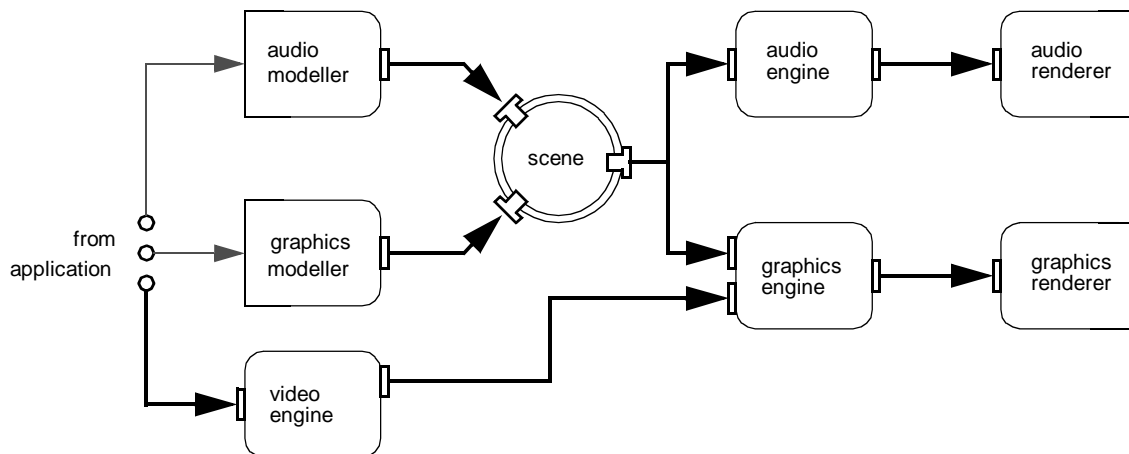 audio
modeller
audio
engine
audio
renderer
scene
from
application
graphics
modeller
graphics
engine
graphics
renderer
video
engine